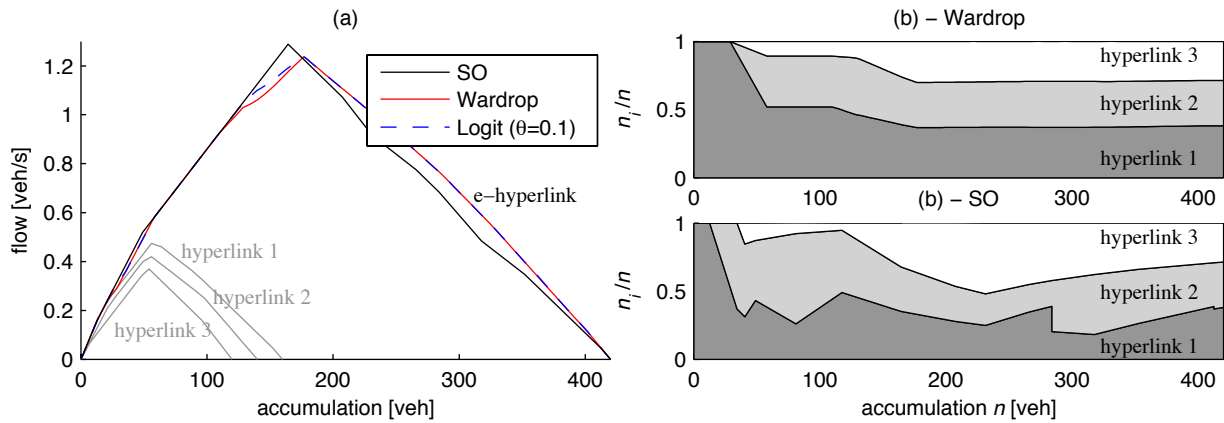 (a)
1.2
1
0.8
0.6
0.4
0.2
0
flow [veh/s]
SO
Wardrop
Logit (θ=0.1)
e−hyperlink
hyperlink 1
hyperlink 2
hyperlink 3
0 100 200 300 400
accumulation [veh]
(b) − Wardrop
1
0.5
0
n_i/n
hyperlink 3
hyperlink 2
hyperlink 1
0 100 200 300 400
(b) − SO
1
0.5
0
n_i/n
hyperlink 3
hyperlink 2
hyperlink 1
0 100 200 300 400
accumulation n [veh]